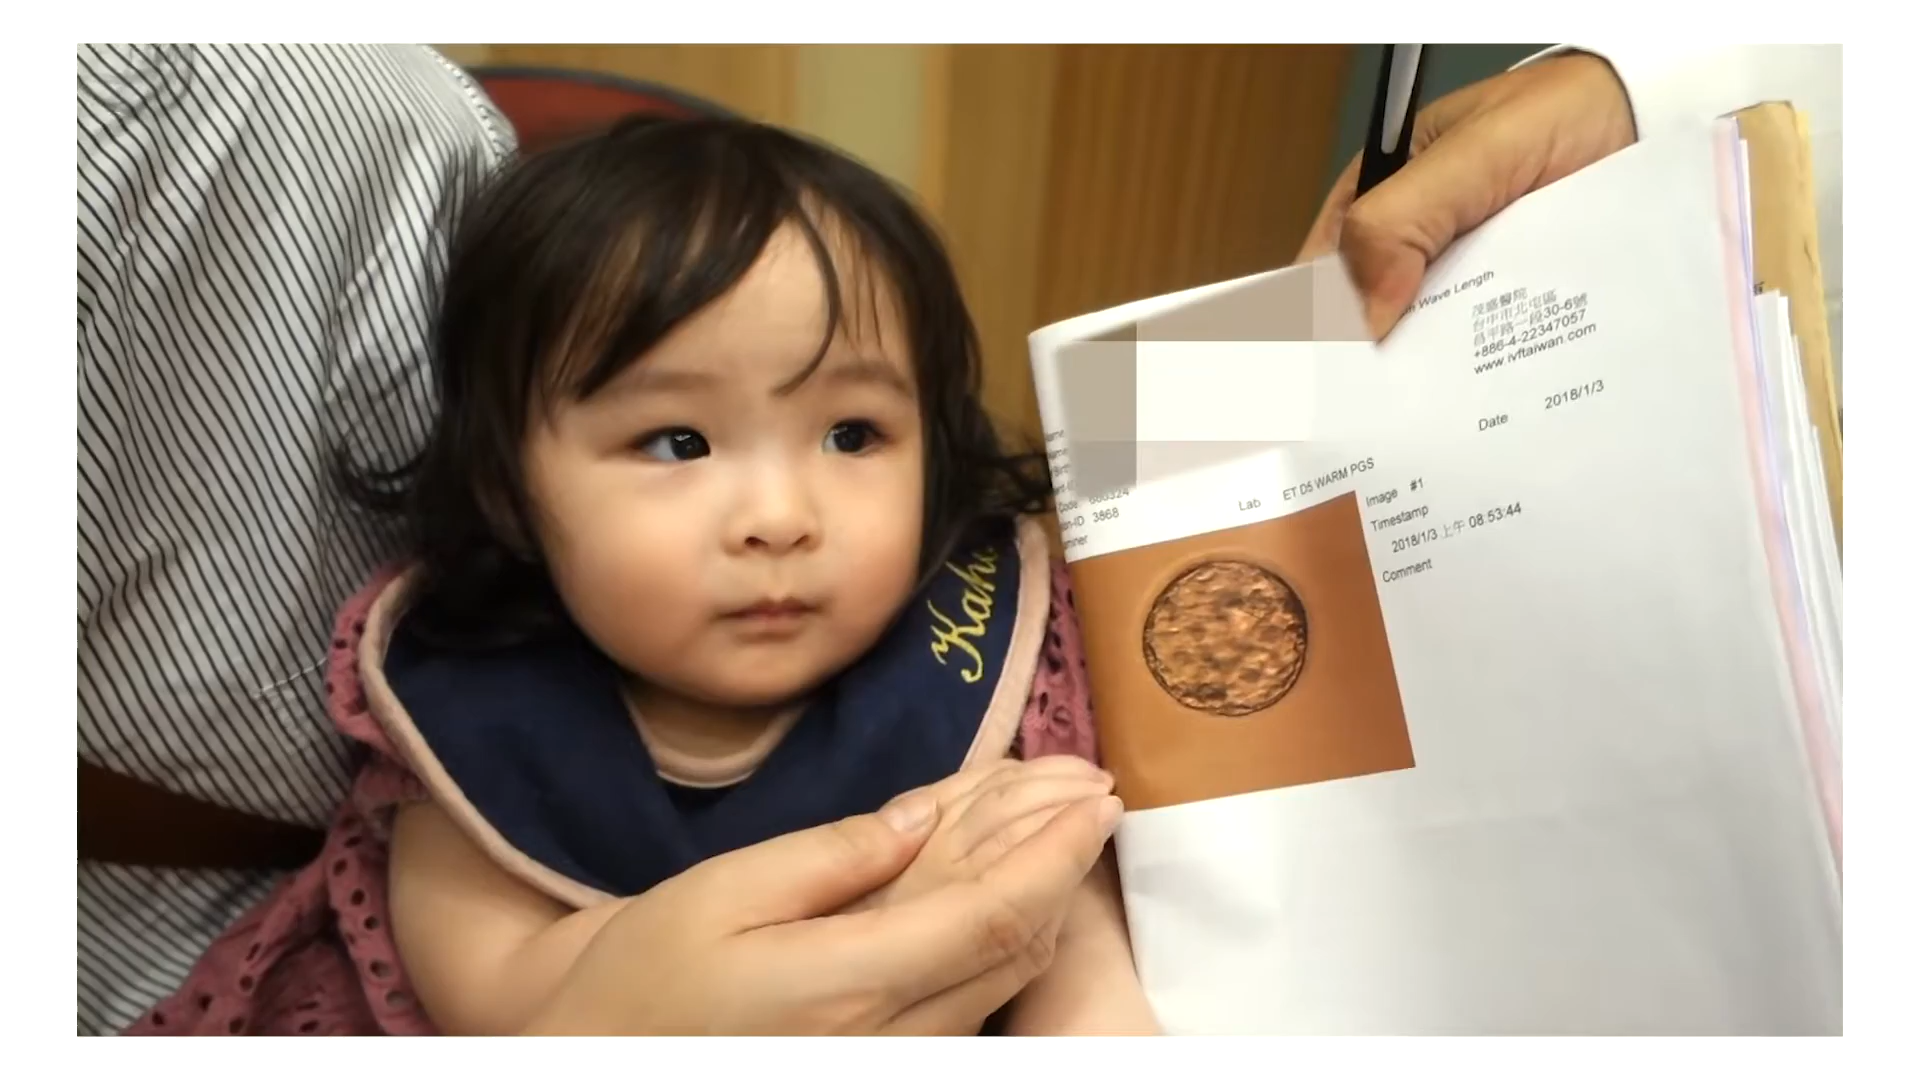 Kahi
Wave Length
茂盛醫院
台中市北屯區
昌平路一段30-6號
+886-4-22347057
www.ivftaiwan.com
Date 2018/1/3
Code
3868
Lab ET D5 WARM PGS
Image #1
Timestamp
2018/1/3 上午 08:53:44
Comment